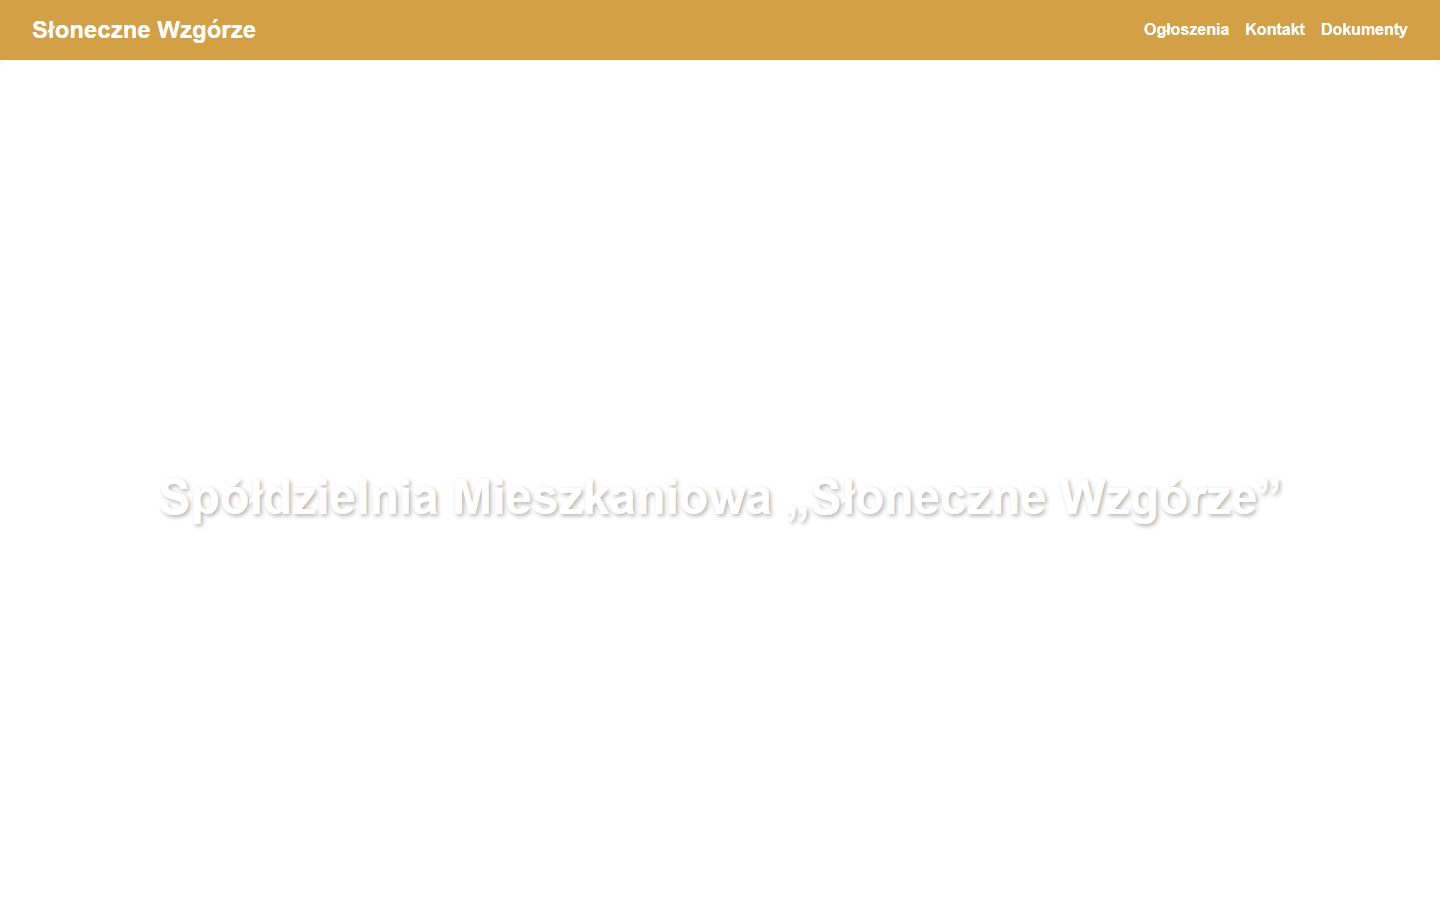 Słoneczne Wzgórze
Ogłoszenia Kontakt Dokumenty
Spółdzielnia Mieszkaniowa „Słoneczne Wzgórze”